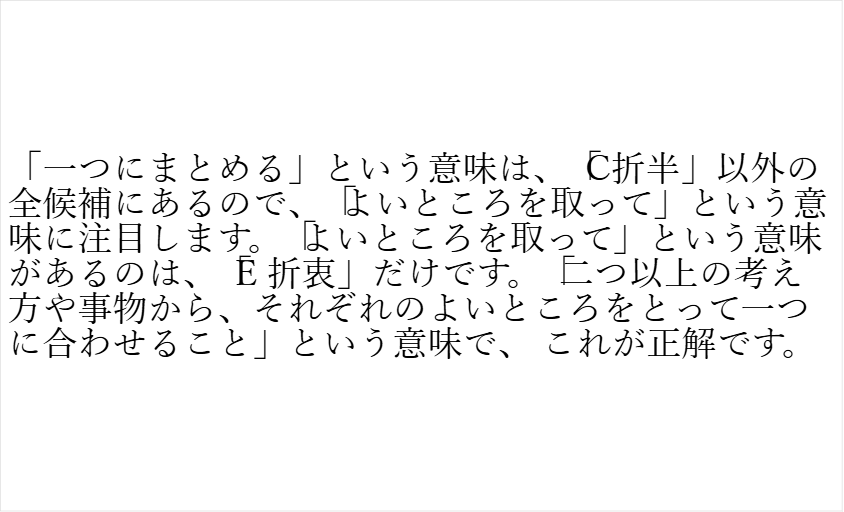 「一つにまとめる」という意味は、「C折半」以外の
全候補にあるので、「よいところを取って」という意
味に注目します。「よいところを取って」という意味
があるのは、「E 折衷」だけです。「二つ以上の考え
方や事物から、それぞれのよいところをとって一つ
に合わせること」という意味で、 これが正解です。